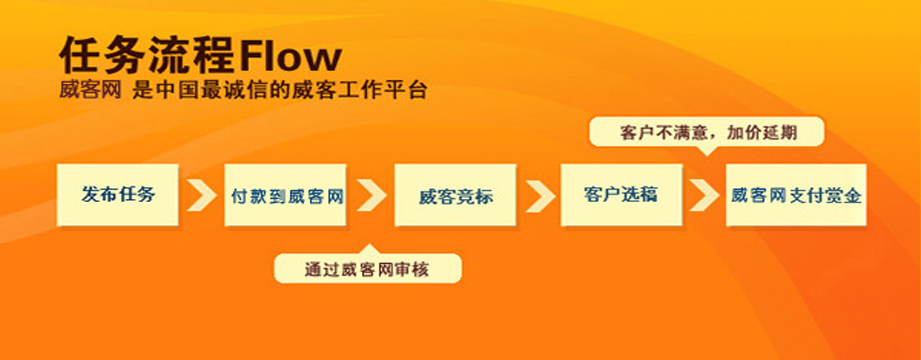 任务流程Flow
威客网 是中国最诚信的威客工作平台
客户不满意，加价延期
发布任务
付款到威客网
威客竞标
客户选稿
威客网支付赏金
通过威客网审核